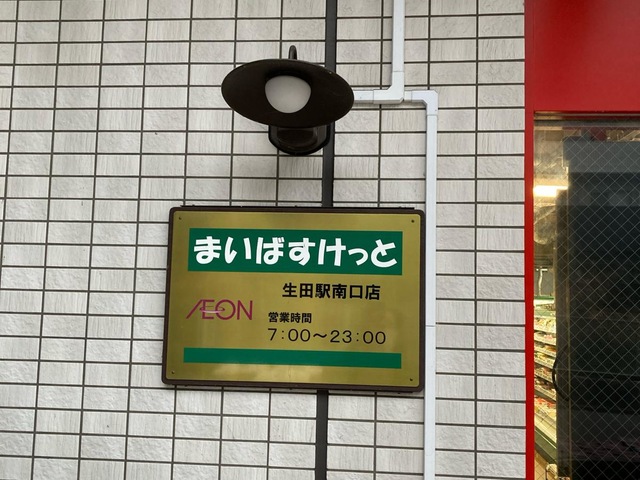 まいばすけっと
生田駅南口店
ÆON
営業時間
7:00～23:00